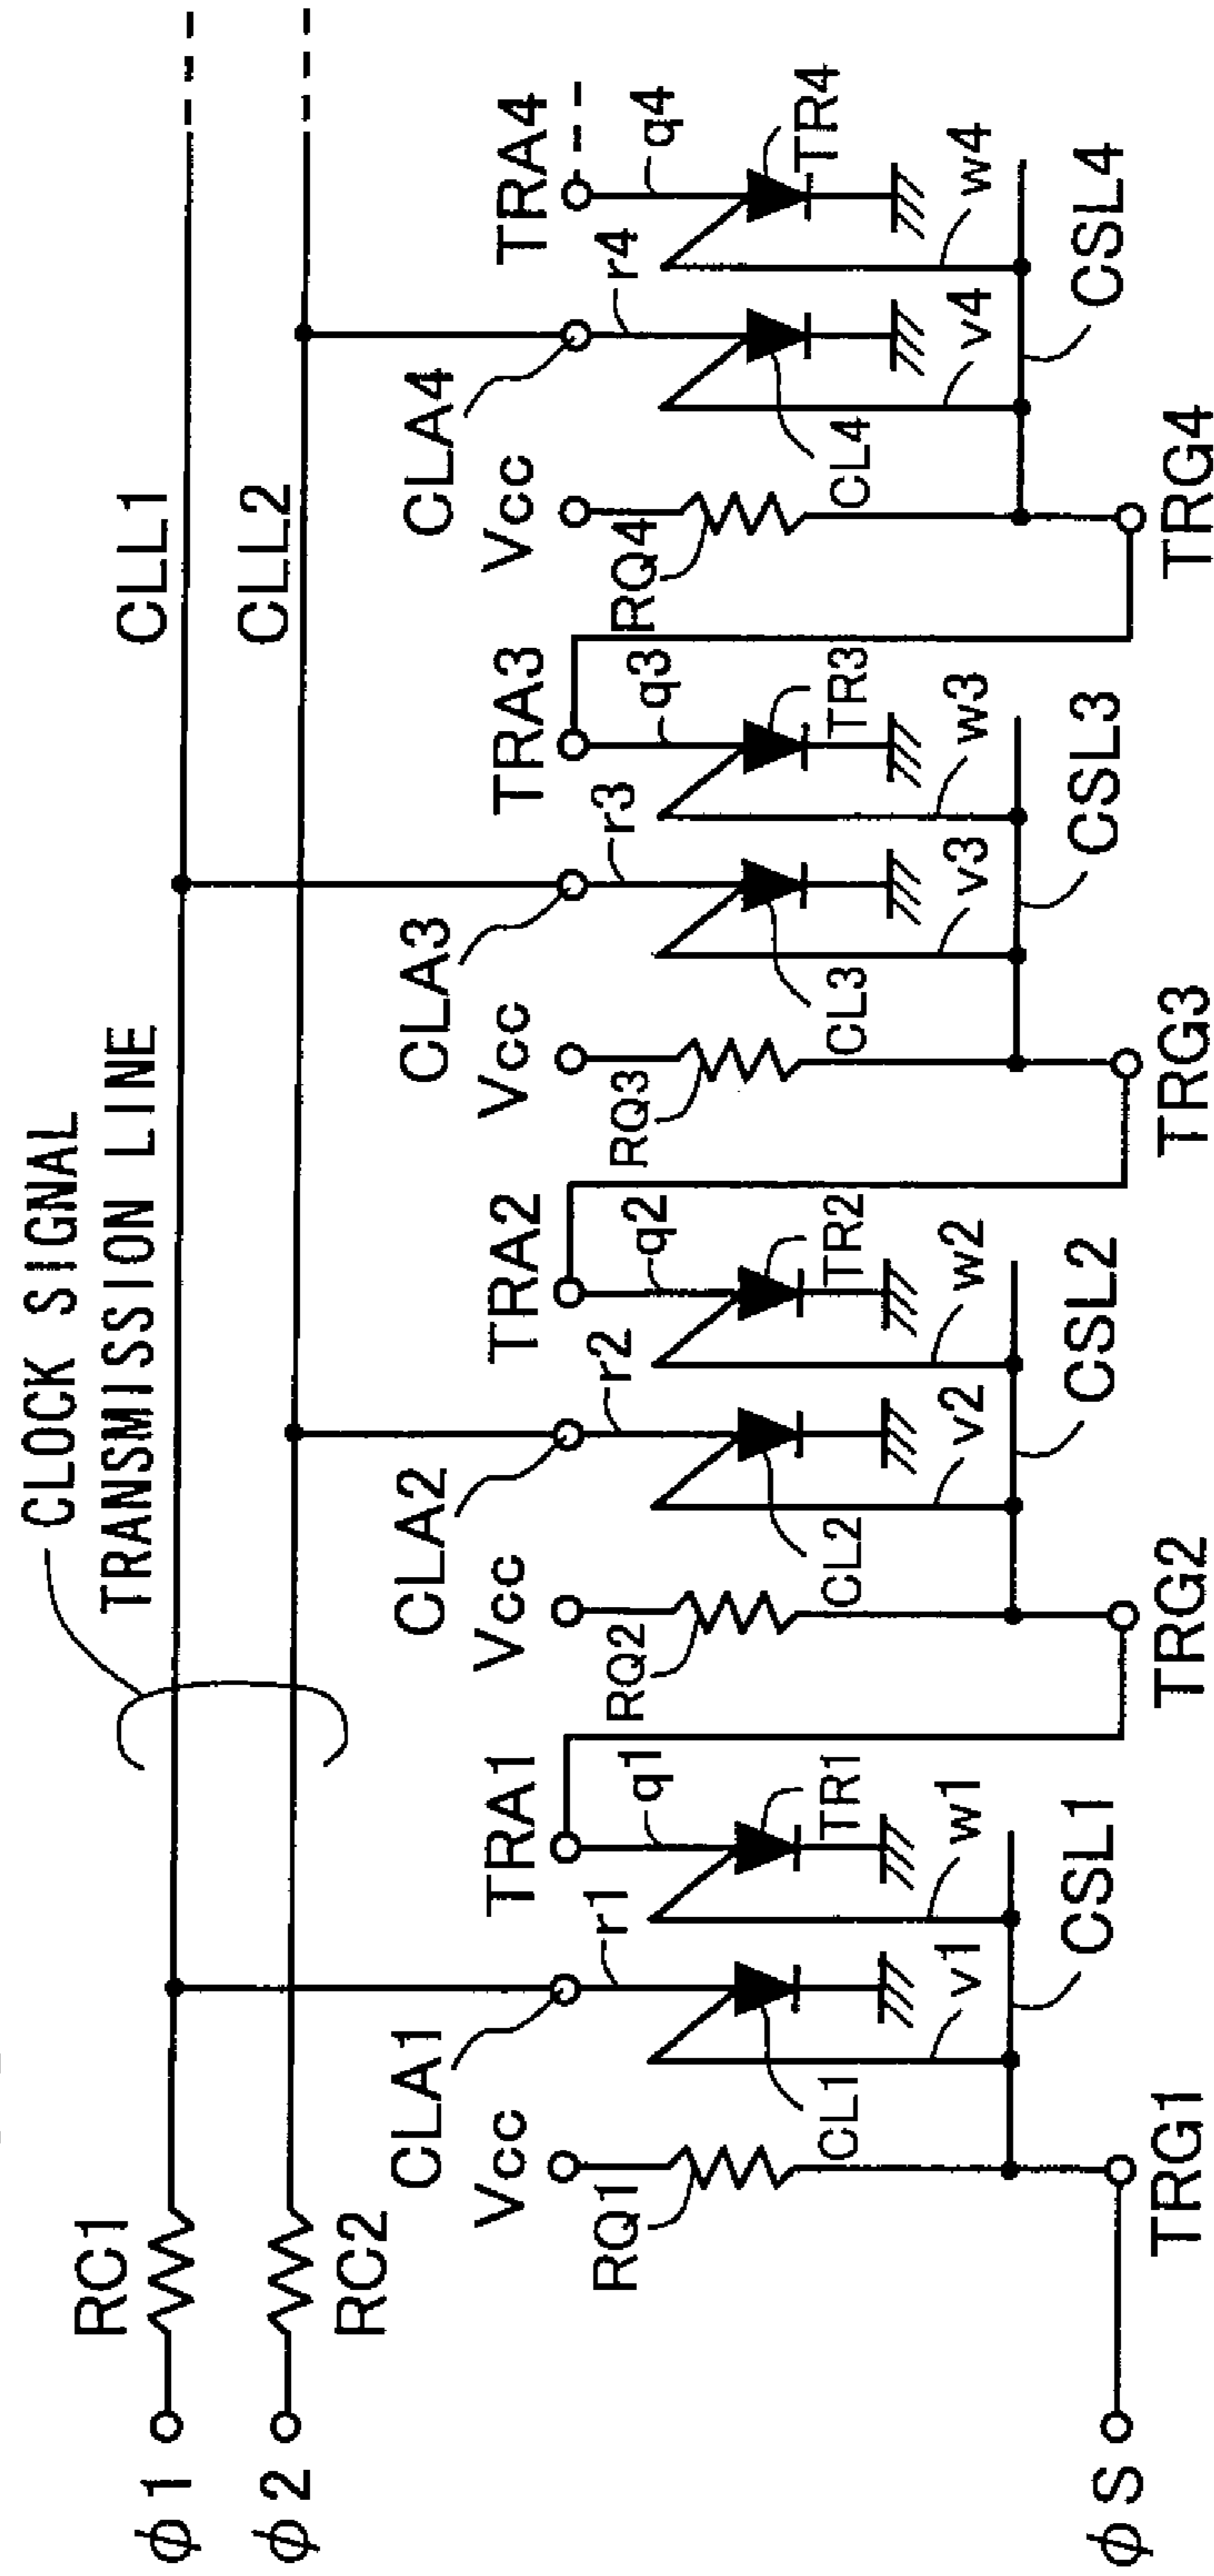 CLOCK SIGNAL
TRANSMISSION LINE
φ1
RC1
CLL1
φ2
RC2
CLL2
CLA1
TRA1
CLA2
TRA2
CLA3
TRA3
CLA4
TRA4
Vcc
r1
q1
Vcc
r2
q2
Vcc
r3
q3
Vcc
r4
q4
RQ1
RQ2
RQ3
RQ4
CL1
TR1
CL2
TR2
CL3
TR3
CL4
TR4
v1
w1
v2
w2
v3
w3
v4
w4
CSL1
CSL2
CSL3
CSL4
φS
TRG1
TRG2
TRG3
TRG4